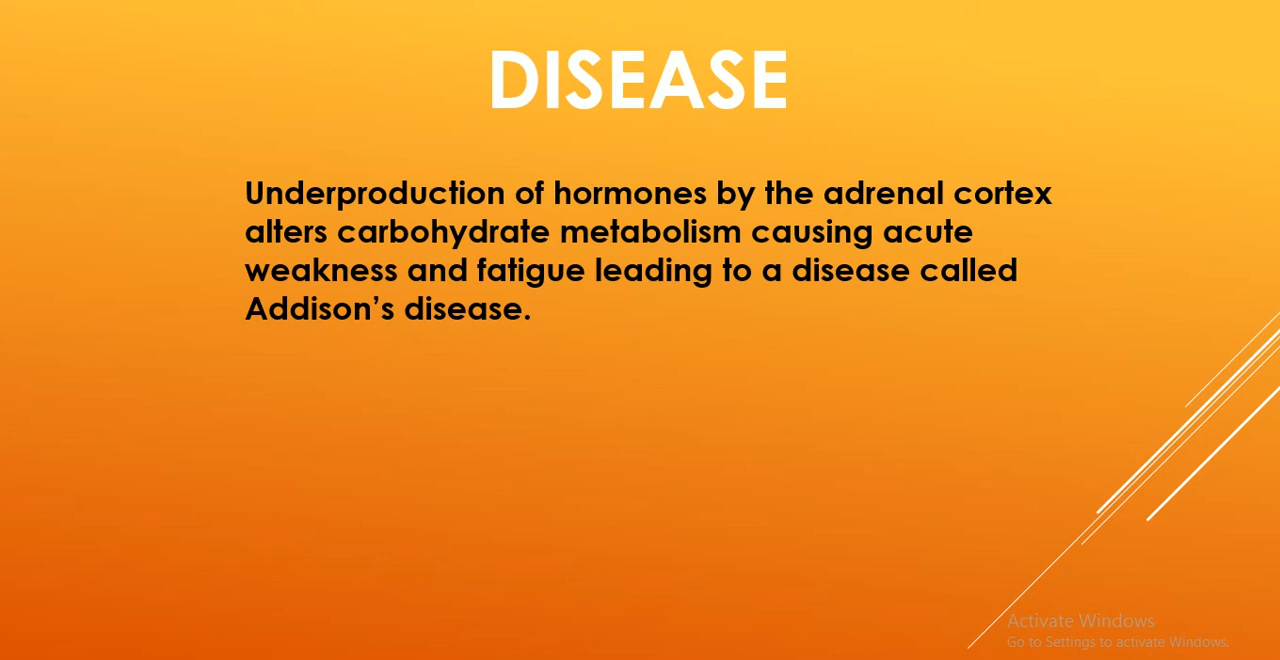 DISEASE
Underproduction of hormones by the adrenal cortex
alters carbohydrate metabolism causing acute
weakness and fatigue leading to a disease called
Addison’s disease.
Activate Windows
Go to Settings to activate Windows.